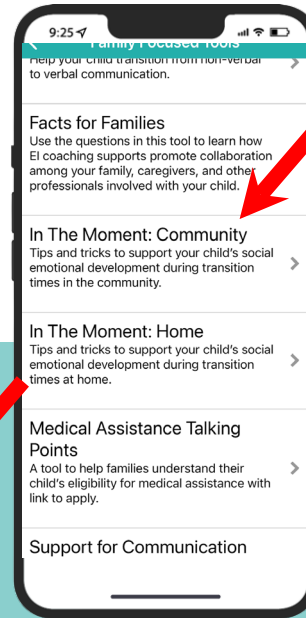 9:25
Family Focused Tools
Help your child transition from non-verbal
to verbal communication.
Facts for Families
Use the questions in this tool to learn how
EI coaching supports promote collaboration
among your family, caregivers, and other
professionals involved with your child.
In The Moment: Community
Tips and tricks to support your child's social
emotional development during transition
times in the community.
In The Moment: Home
Tips and tricks to support your child's social
emotional development during transition
times at home.
Medical Assistance Talking
Points
A tool to help families understand their
child's eligibility for medical assistance with
link to apply.
Support for Communication